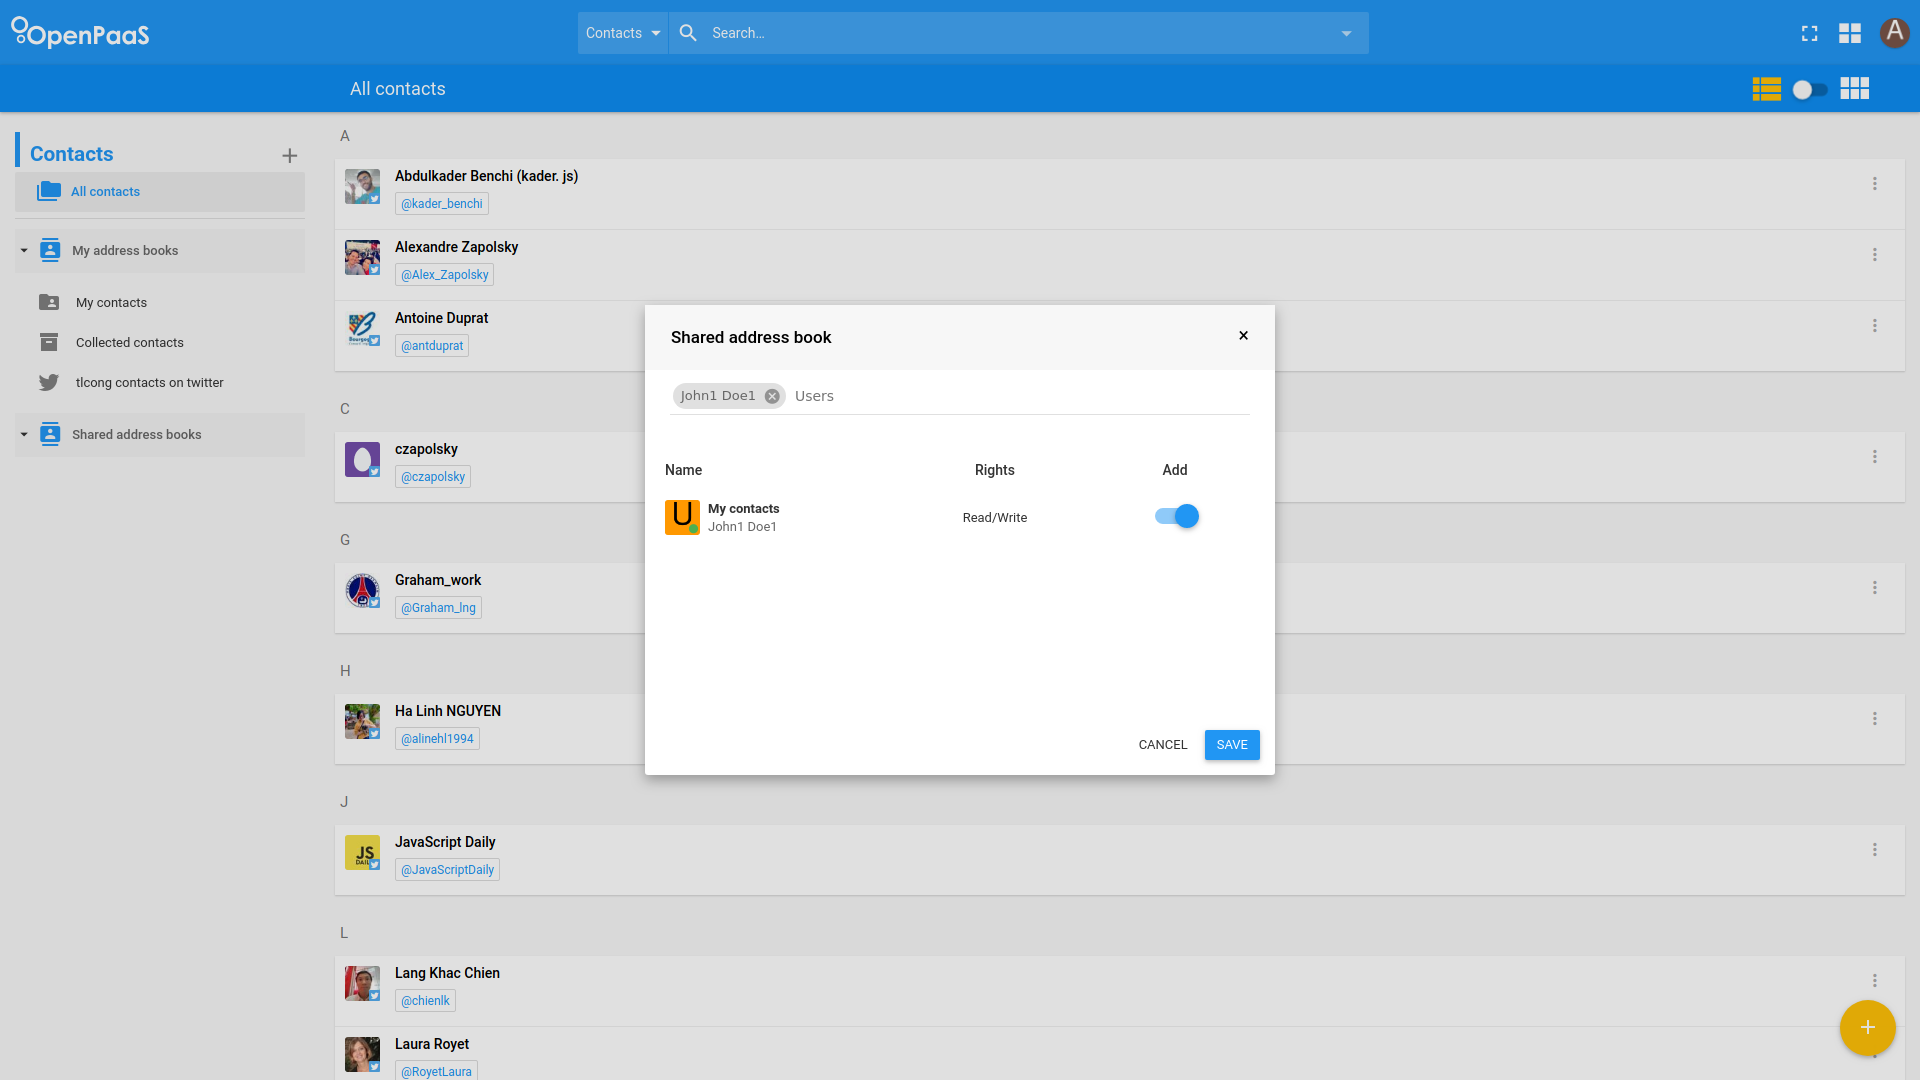 OpenPaaS
Contacts
Search...
A
All contacts
Contacts
All contacts
My address books
My contacts
Collected contacts
tlcong contacts on twitter
Shared address books
A
Abdulkader Benchi (kader. js)
@kader_benchi
Alexandre Zapolsky
@Alex_Zapolsky
Antoine Duprat
@antduprat
C
czapolsky
@czapolsky
G
Graham_work
@Graham_lng
H
Ha Linh NGUYEN
@alinehl1994
J
JS
DAILY
JavaScript Daily
@JavaScriptDaily
L
Lang Khac Chien
@chienlk
Laura Royet
@RoyetLaura
Shared address book
John1 Doe1
Users
Name Rights Add
U
My contacts
John1 Doe1
Read/Write
CANCEL SAVE